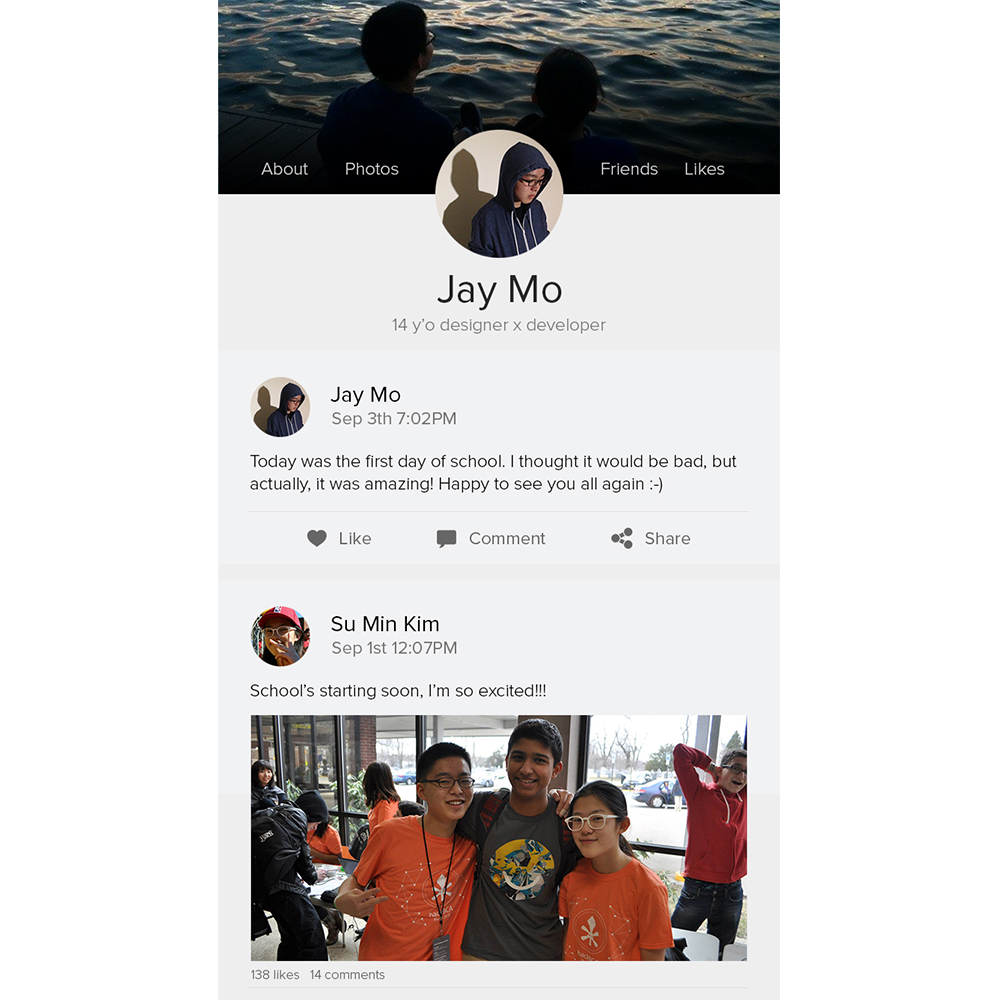 About Photos Friends Likes
Jay Mo
14 y'o designer x developer
Jay Mo
Sep 3th 7:02PM
Today was the first day of school. I thought it would be bad, but
actually, it was amazing! Happy to see you all again :-)
Like Comment Share
Su Min Kim
Sep 1st 12:07PM
School's starting soon, I'm so excited!!!
138 likes 14 comments